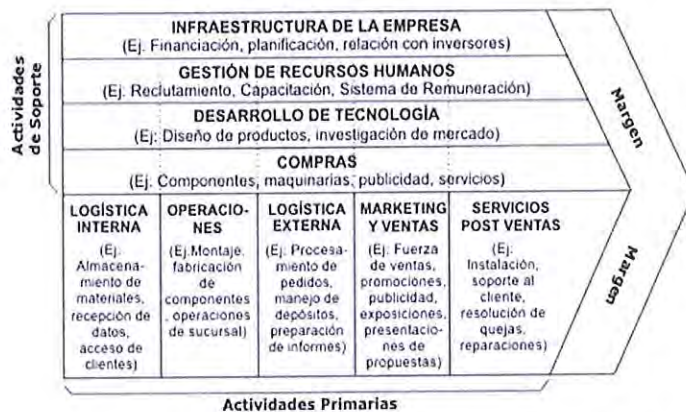 Actividades
de Soporte
INFRAESTRUCTURA DE LA EMPRESA
(Ej. Financiación, planificación, relación con inversores)
GESTIÓN DE RECURSOS HUMANOS
(Ej: Reclutamiento, Capacitación, Sistema de Remuneración)
DESARROLLO DE TECNOLOGÍA
(Ej: Diseño de productos, investigación de mercado)
COMPRAS
(Ej: Componentes, maquinarias, publicidad, servicios)
Margen
LOGÍSTICA
INTERNA
(Ej:
Almacena-
miento de
materiales,
recepción de
datos,
acceso de
clientes)
OPERACIO-
NES
(Ej.Montaje,
fabricación
de
componentes
, operaciones
de sucursal)
LOGÍSTICA
EXTERNA
(Ej: Procesa-
miento de
pedidos,
manejo de
depósitos,
preparación
de informes)
MARKETING
Y VENTAS
(Ej: Fuerza
de ventas,
promociones,
publicidad,
exposiciones,
presentacio-
nes de
propuestas)
SERVICIOS
POST VENTAS
(Ej:
Instalación,
soporte al
cliente,
resolución de
quejas,
reparaciones)
Margen
Actividades Primarias